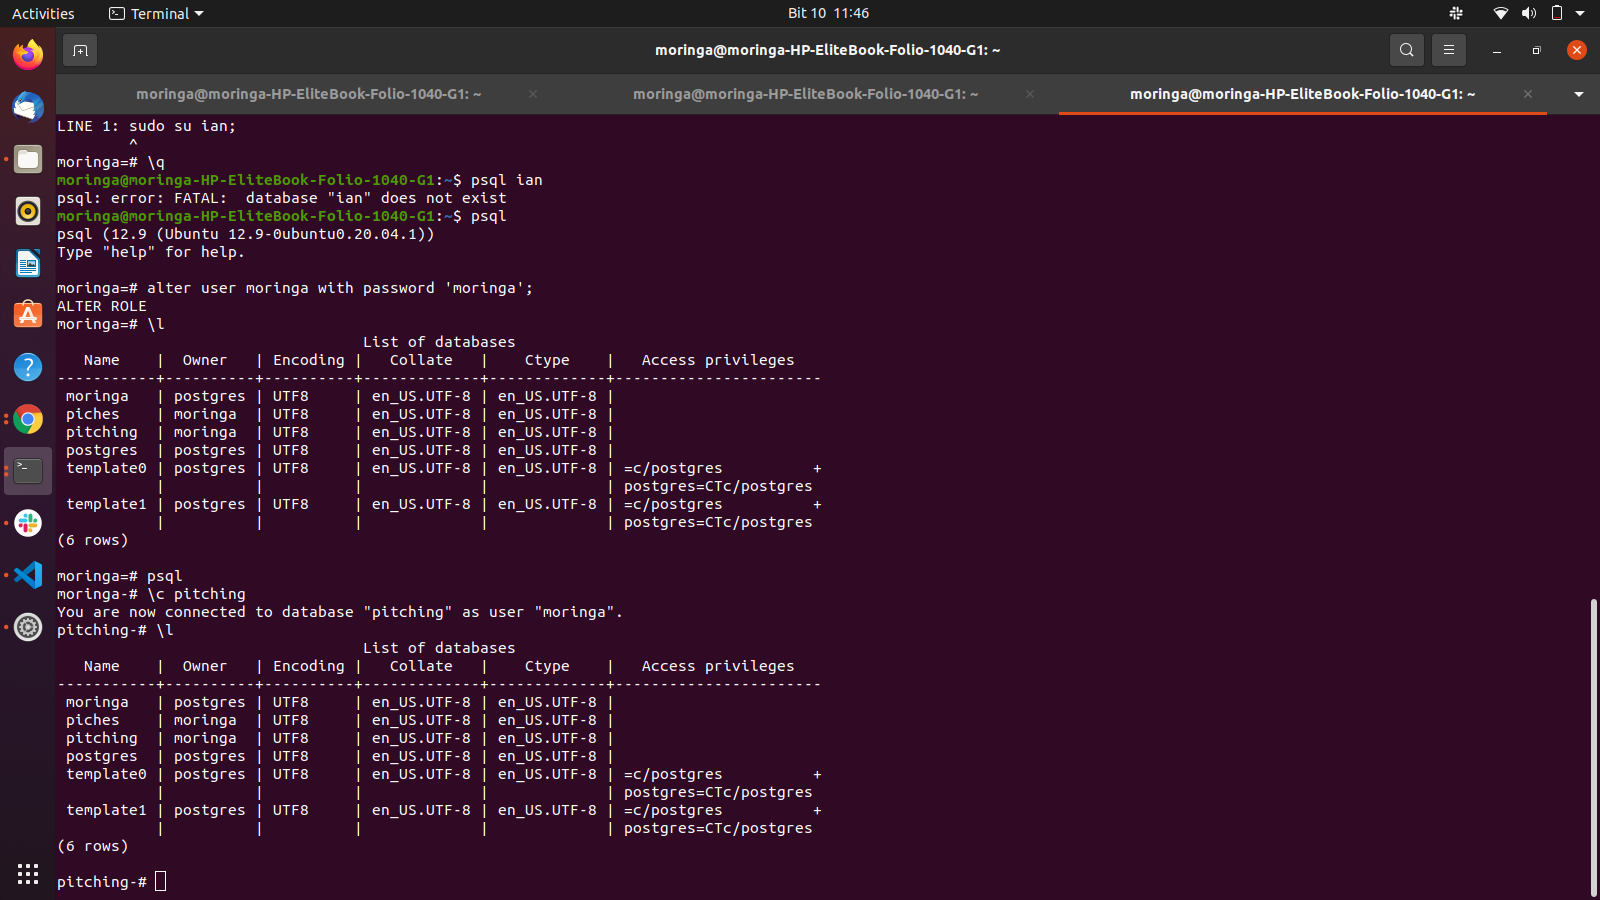 Activities
Terminal
Bit 10 11:46
moringa@moringa-HP-EliteBook-Folio-1040-G1: ~
moringa@moringa-HP-EliteBook-Folio-1040-G1: ~
moringa@moringa-HP-EliteBook-Folio-1040-G1: ~
moringa@moringa-HP-EliteBook-Folio-1040-G1: ~
LINE 1: sudo su ian;
^
moringa=# \q
moringa@moringa-HP-EliteBook-Folio-1040-G1:~$ psql ian
psql: error: FATAL:  database "ian" does not exist
moringa@moringa-HP-EliteBook-Folio-1040-G1:~$ psql
psql (12.9 (Ubuntu 12.9-0ubuntu0.20.04.1))
Type "help" for help.
moringa=# alter user moringa with password 'moringa';
ALTER ROLE
moringa=# \l
                                  List of databases
   Name    |  Owner   | Encoding |   Collate   |    Ctype    |   Access privileges
-----------+----------+----------+-------------+-------------+-----------------------
 moringa   | postgres | UTF8     | en_US.UTF-8 | en_US.UTF-8 |
 piches    | moringa  | UTF8     | en_US.UTF-8 | en_US.UTF-8 |
 pitching  | moringa  | UTF8     | en_US.UTF-8 | en_US.UTF-8 |
 postgres  | postgres | UTF8     | en_US.UTF-8 | en_US.UTF-8 |
 template0 | postgres | UTF8     | en_US.UTF-8 | en_US.UTF-8 | =c/postgres          +
           |          |          |             |             | postgres=CTc/postgres
 template1 | postgres | UTF8     | en_US.UTF-8 | en_US.UTF-8 | =c/postgres          +
           |          |          |             |             | postgres=CTc/postgres
(6 rows)
moringa=# psql
moringa-# \c pitching
You are now connected to database "pitching" as user "moringa".
pitching-# \l
                                  List of databases
   Name    |  Owner   | Encoding |   Collate   |    Ctype    |   Access privileges
-----------+----------+----------+-------------+-------------+-----------------------
 moringa   | postgres | UTF8     | en_US.UTF-8 | en_US.UTF-8 |
 piches    | moringa  | UTF8     | en_US.UTF-8 | en_US.UTF-8 |
 pitching  | moringa  | UTF8     | en_US.UTF-8 | en_US.UTF-8 |
 postgres  | postgres | UTF8     | en_US.UTF-8 | en_US.UTF-8 |
 template0 | postgres | UTF8     | en_US.UTF-8 | en_US.UTF-8 | =c/postgres          +
           |          |          |             |             | postgres=CTc/postgres
 template1 | postgres | UTF8     | en_US.UTF-8 | en_US.UTF-8 | =c/postgres          +
           |          |          |             |             | postgres=CTc/postgres
(6 rows)
pitching-#